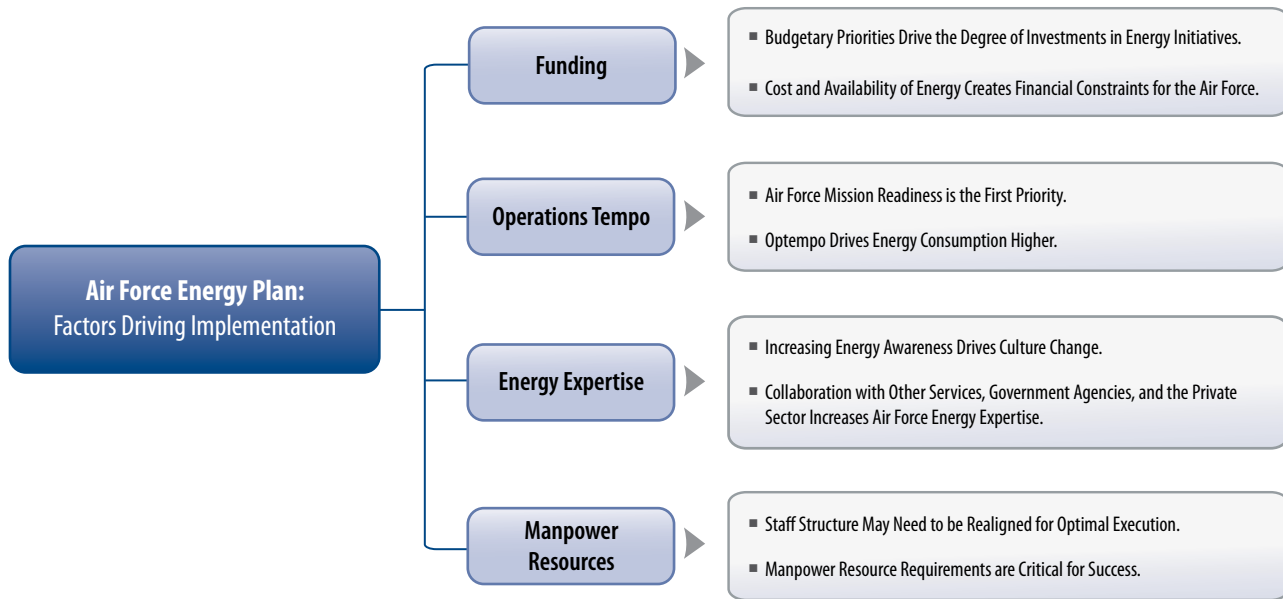 Air Force Energy Plan:
Factors Driving Implementation
Funding
■ Budgetary Priorities Drive the Degree of Investments in Energy Initiatives.
■ Cost and Availability of Energy Creates Financial Constraints for the Air Force.
Operations Tempo
■ Air Force Mission Readiness is the First Priority.
■ Optempo Drives Energy Consumption Higher.
Energy Expertise
■ Increasing Energy Awareness Drives Culture Change.
■ Collaboration with Other Services, Government Agencies, and the Private
Sector Increases Air Force Energy Expertise.
Manpower
Resources
■ Staff Structure May Need to be Realigned for Optimal Execution.
■ Manpower Resource Requirements are Critical for Success.